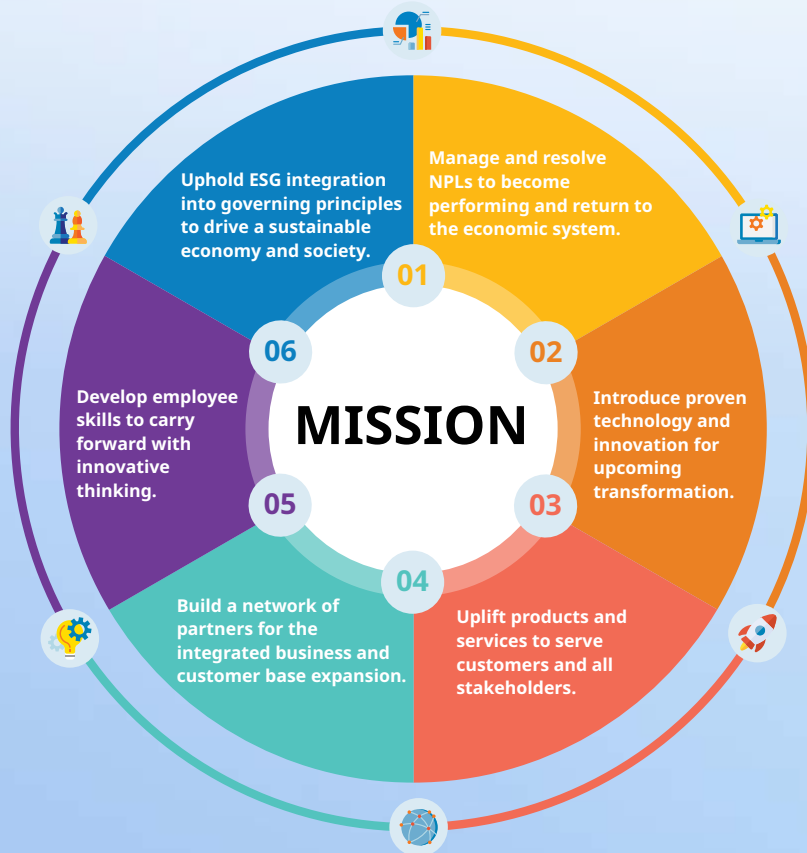 MISSION
01
Manage and resolve
NPLs to become
performing and return to
the economic system.
02
Introduce proven
technology and
innovation for
upcoming
transformation.
03
Uplift products and
services to serve
customers and all
stakeholders.
04
Build a network of
partners for the
integrated business and
customer base expansion.
05
Develop employee
skills to carry
forward with
innovative
thinking.
06
Uphold ESG integration
into governing principles
to drive a sustainable
economy and society.